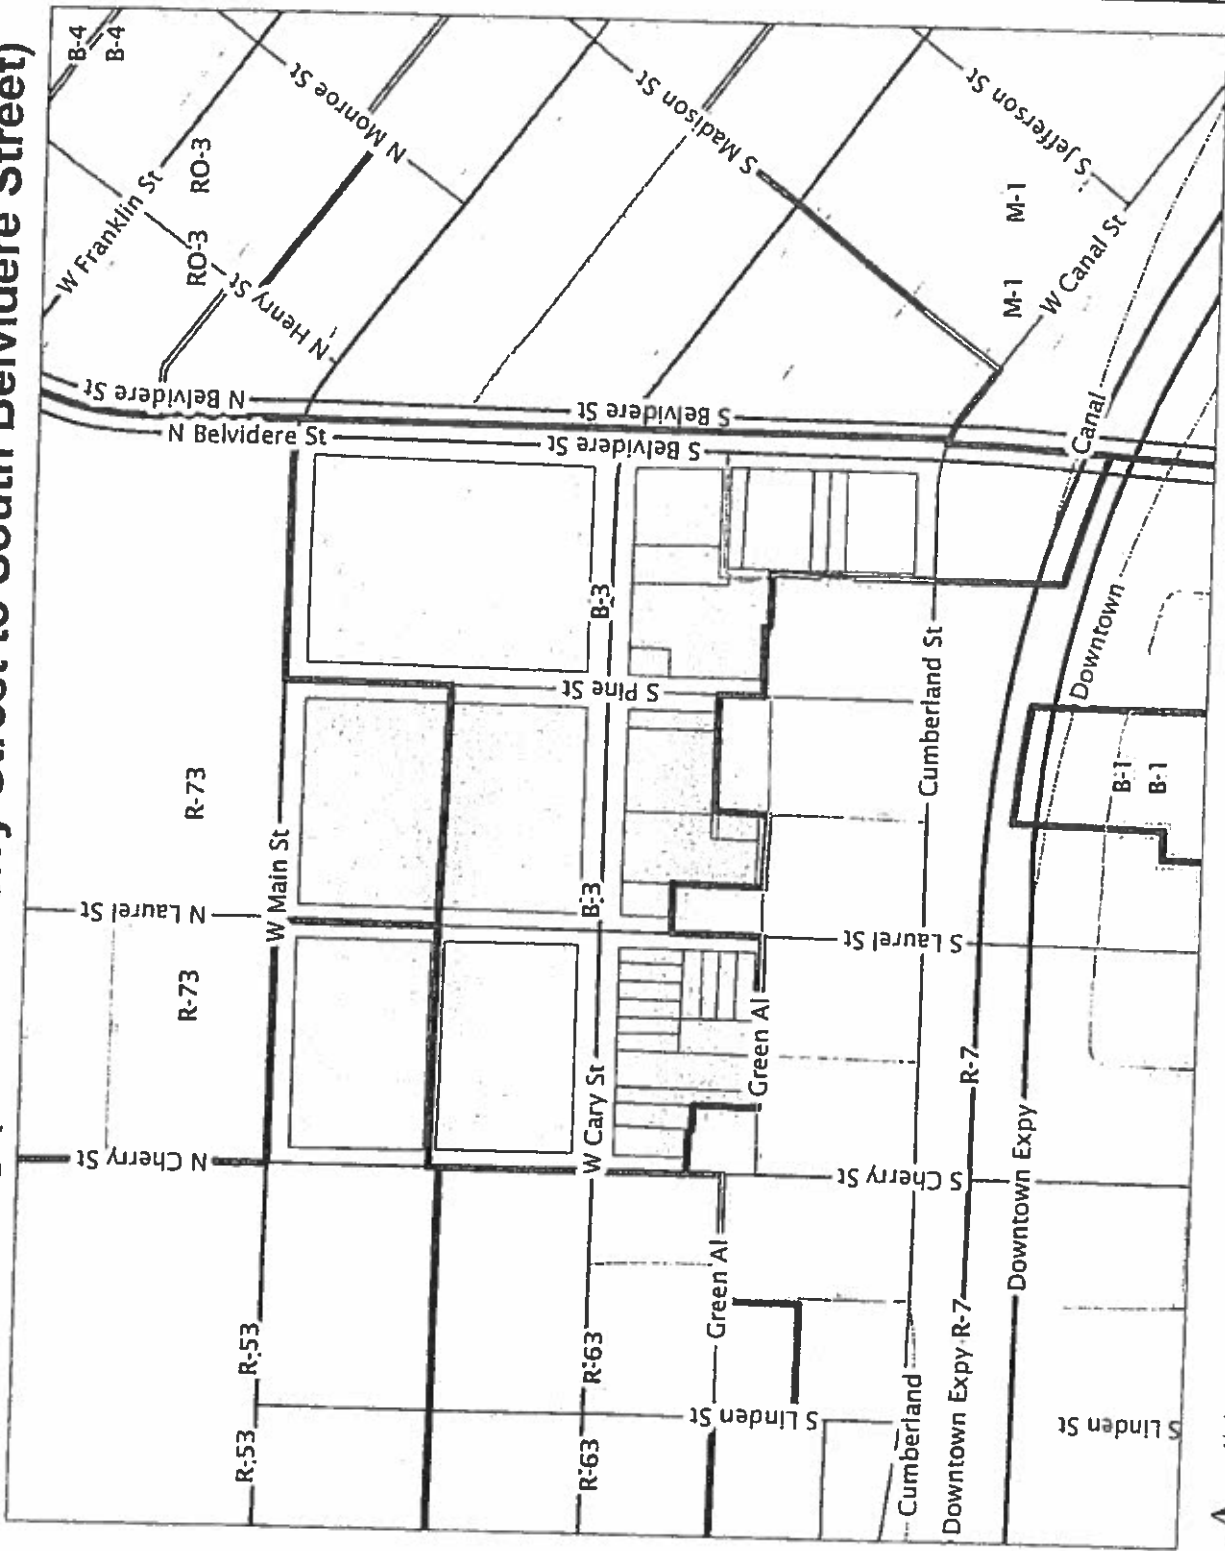 Street to South Belvidere Street)
B-4
B-4
W Franklin St
RO-3
RO-3
N Monroe St
N Henry St
S Madison St
S Jefferson St
M-1
M-1
W Canal St
Canal
N Belvidere St
N Belvidere St
S Belvidere St
S Belvidere St
R-73
R-73
N Laurel St
W Main St
N Cherry St
B-3
B-3
S Pine St
W Cary St
Cumberland St
S Laurel St
Green Al
Green Al
S Cherry St
R-7
Downtown
B-1
B-1
Downtown Expy
R-53
R-53
R-63
R-63
S Linden St
S Linden St
Cumberland
Downtown Expy R-7